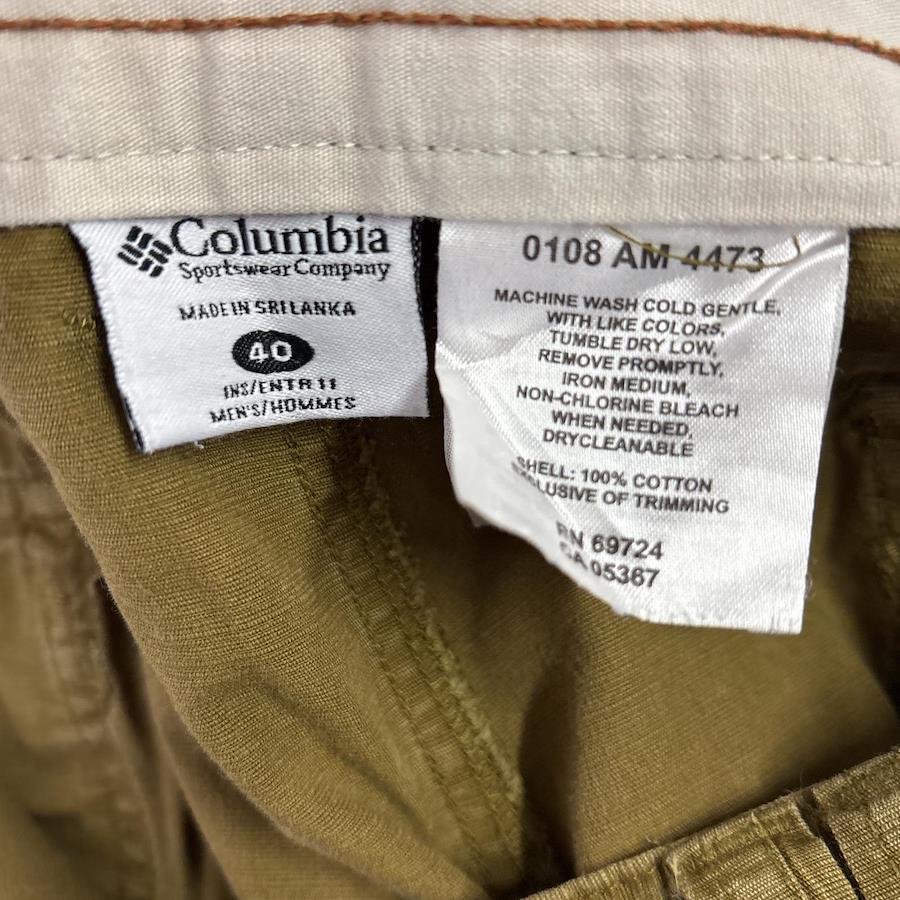 Columbia
Sportswear Company
MADE IN SRI LANKA
40
INS/ENTR 11
MEN'S/HOMMES
0108 AM 4473
MACHINE WASH COLD GENTLE,
WITH LIKE COLORS,
TUMBLE DRY LOW,
REMOVE PROMPTLY,
IRON MEDIUM,
NON-CHLORINE BLEACH
WHEN NEEDED,
DRYCLEANABLE
SHELL: 100% COTTON
EXCLUSIVE OF TRIMMING
RN 69724
CA 05367